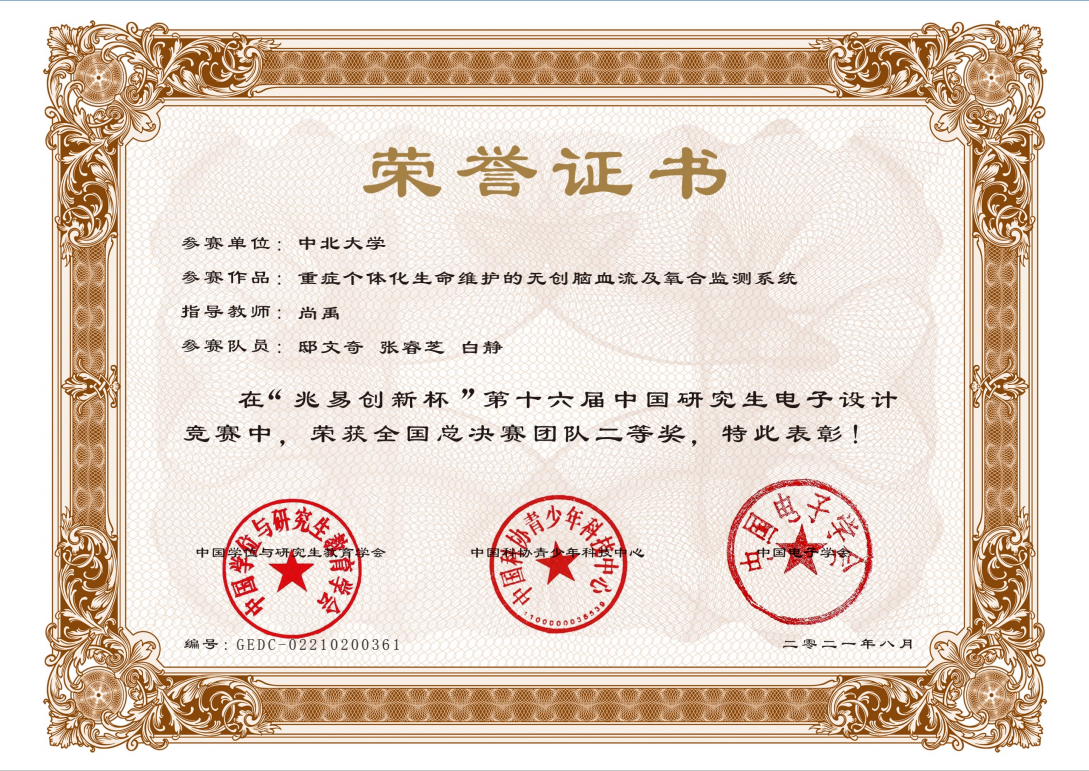 荣誉证书
参赛单位：中北大学
参赛作品：重症个体化生命维护的无创脑血流及氧合监测系统
指导教师：尚禹
参赛队员：邸文奇 张睿芝 白静
在“兆易创新杯”第十六届中国研究生电子设计
竞赛中，荣获全国总决赛团队二等奖，特此表彰！
中国学位与研究生教育学会
中国科协青少年科技中心
中国电子学会
中国学位与研究生教育学会
中国科协青少年科技中心
中国电子学会
编号：GEDC-02210200361
二零二一年八月